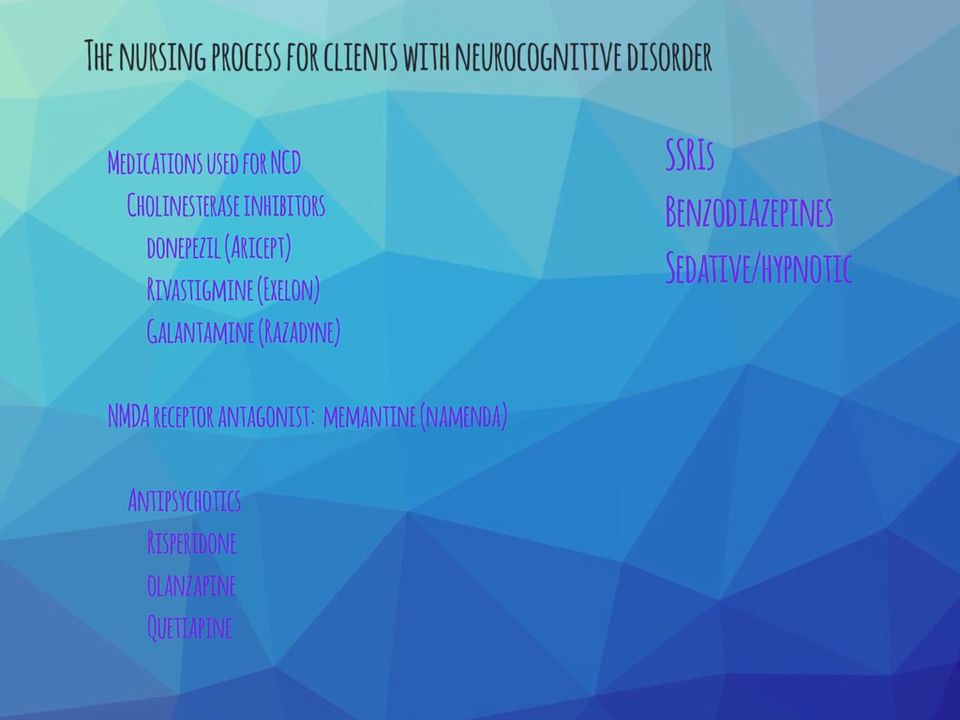 The nursing process for clients with neurocognitive disorder
Medications used for NCD
Cholinesterase inhibitors
donepezil (Aricept)
Rivastigmine (Exelon)
Galantamine (Razadyne)
NMDA receptor antagonist: memantine (namenda)
Antipsychotics
Risperidone
olanzapine
Quetiapine
SSRIs
Benzodiazepines
Sedative/hypnotic